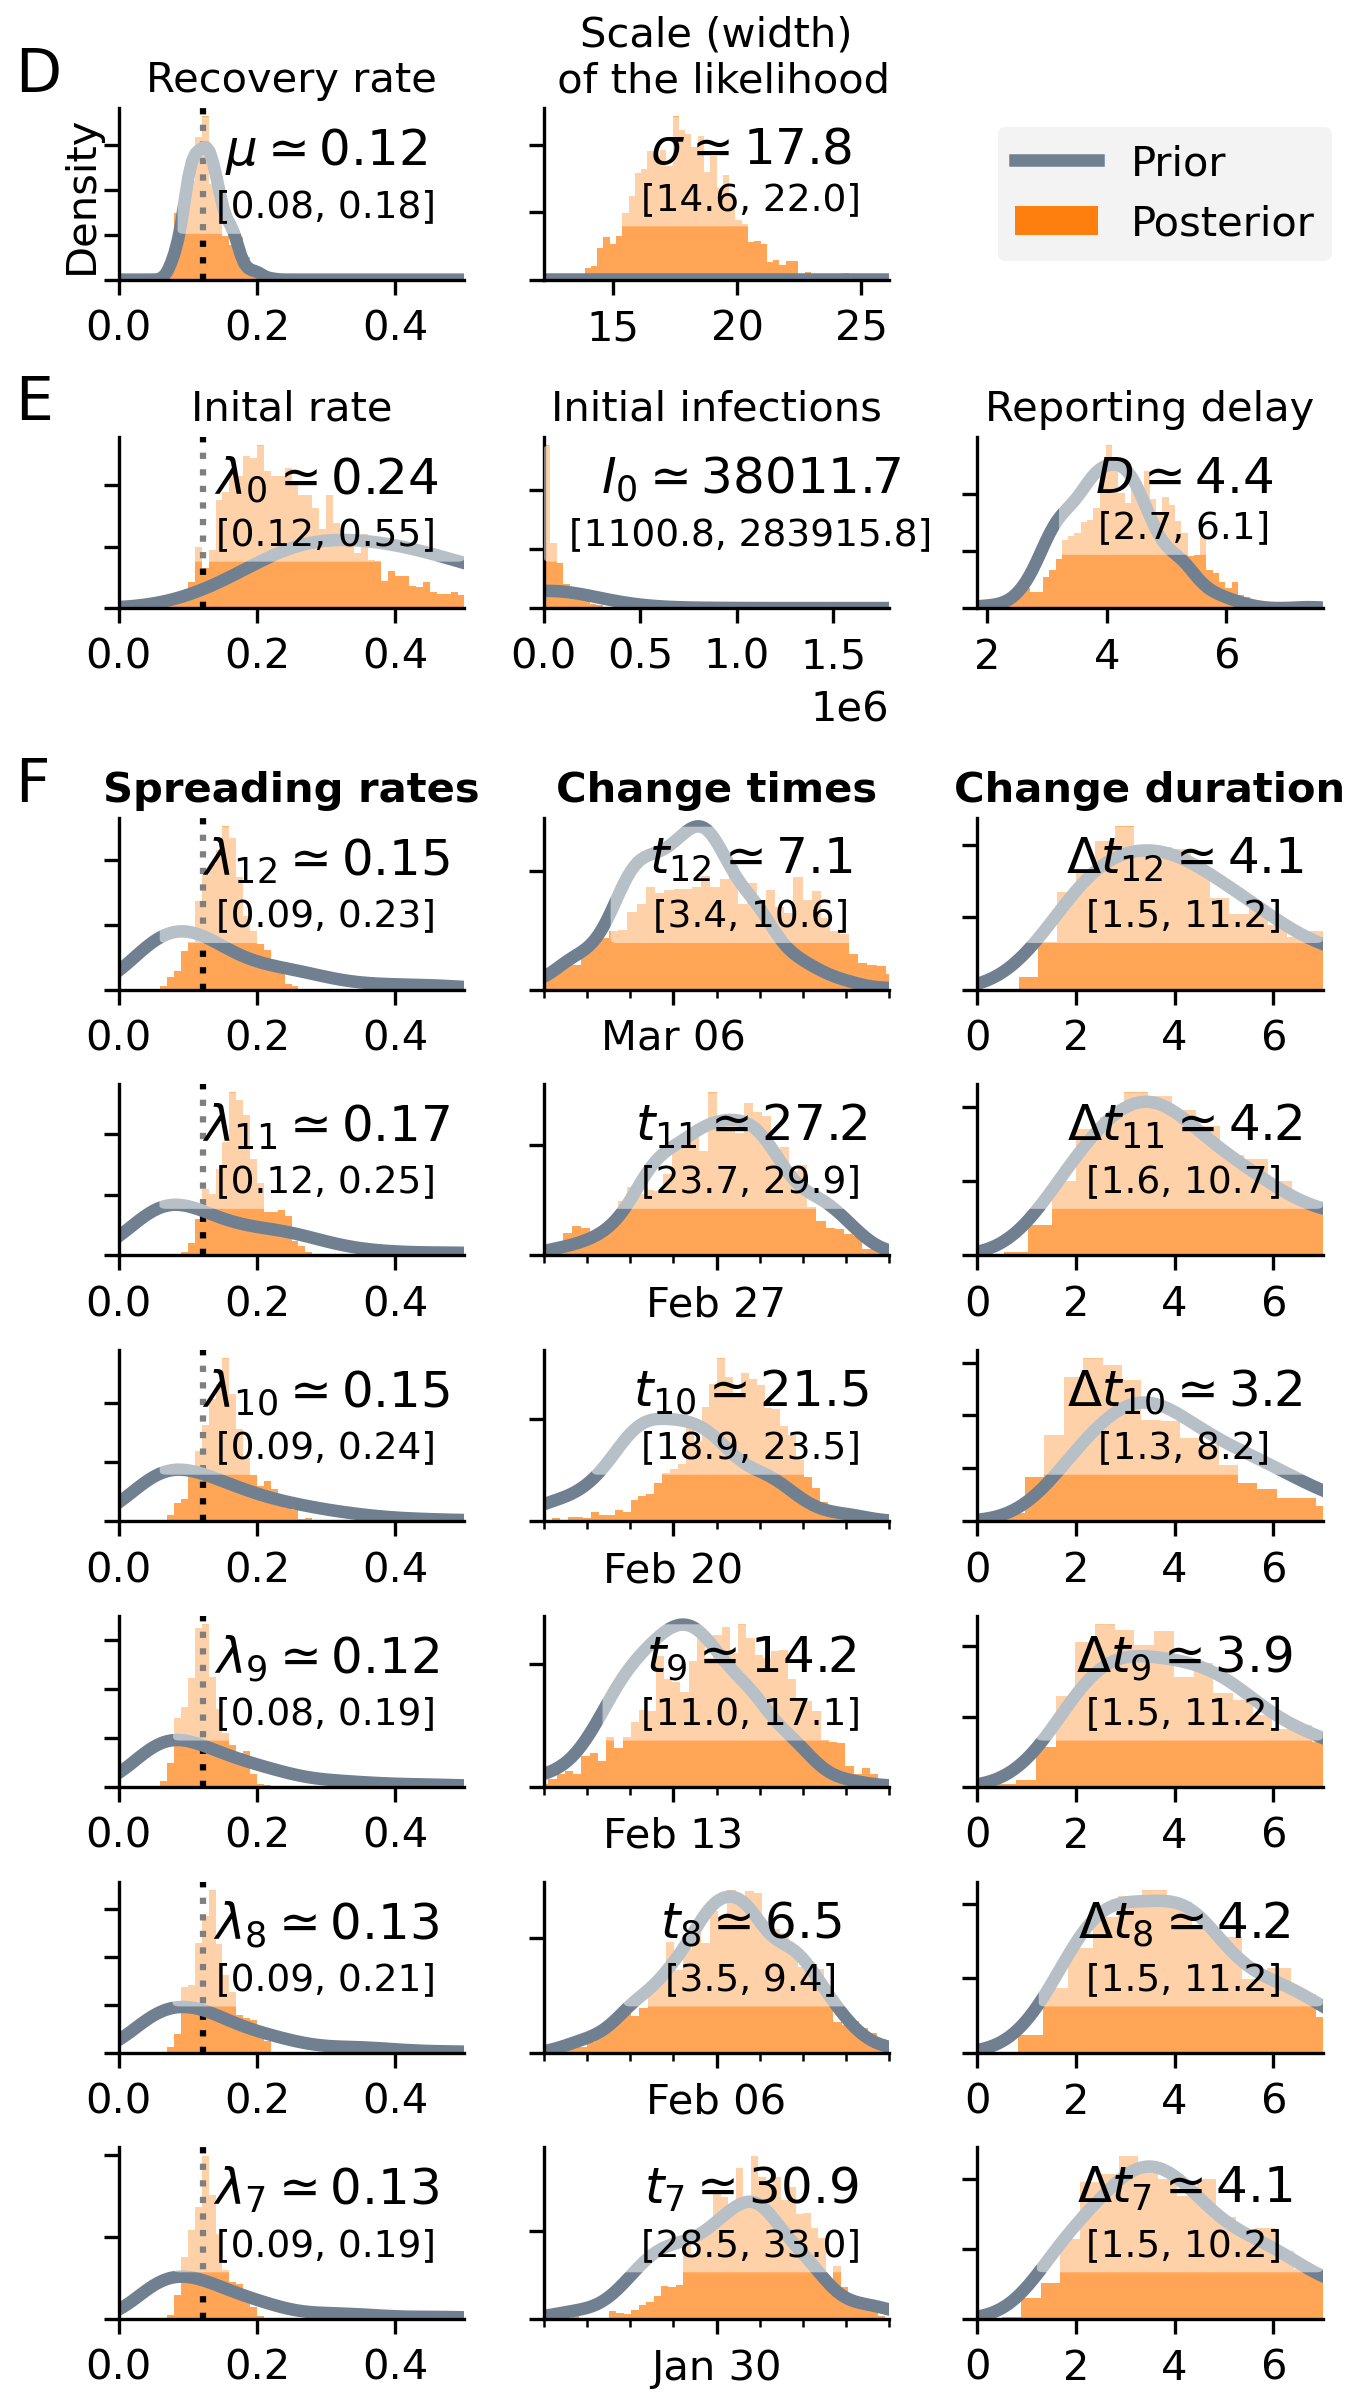 D
Recovery rate
Scale (width)
of the likelihood
Density
μ ≃ 0.12
[0.08, 0.18]
0.0 0.2 0.4
σ ≃ 17.8
[14.6, 22.0]
15 20 25
Prior
Posterior
E
Inital rate
λ0 ≃ 0.24
[0.12, 0.55]
0.0 0.2 0.4
Initial infections
I0 ≃ 38011.7
[1100.8, 283915.8]
0.0 0.5 1.0 1.5
1e6
Reporting delay
D ≃ 4.4
[2.7, 6.1]
2 4 6
F
Spreading rates
Change times
Change duration
λ12 ≃ 0.15
[0.09, 0.23]
0.0 0.2 0.4
t12 ≃ 7.1
[3.4, 10.6]
Mar 06
Δt12 ≃ 4.1
[1.5, 11.2]
0 2 4 6
λ11 ≃ 0.17
[0.12, 0.25]
0.0 0.2 0.4
t11 ≃ 27.2
[23.7, 29.9]
Feb 27
Δt11 ≃ 4.2
[1.6, 10.7]
0 2 4 6
λ10 ≃ 0.15
[0.09, 0.24]
0.0 0.2 0.4
t10 ≃ 21.5
[18.9, 23.5]
Feb 20
Δt10 ≃ 3.2
[1.3, 8.2]
0 2 4 6
λ9 ≃ 0.12
[0.08, 0.19]
0.0 0.2 0.4
t9 ≃ 14.2
[11.0, 17.1]
Feb 13
Δt9 ≃ 3.9
[1.5, 11.2]
0 2 4 6
λ8 ≃ 0.13
[0.09, 0.21]
0.0 0.2 0.4
t8 ≃ 6.5
[3.5, 9.4]
Feb 06
Δt8 ≃ 4.2
[1.5, 11.2]
0 2 4 6
λ7 ≃ 0.13
[0.09, 0.19]
0.0 0.2 0.4
t7 ≃ 30.9
[28.5, 33.0]
Jan 30
Δt7 ≃ 4.1
[1.5, 10.2]
0 2 4 6